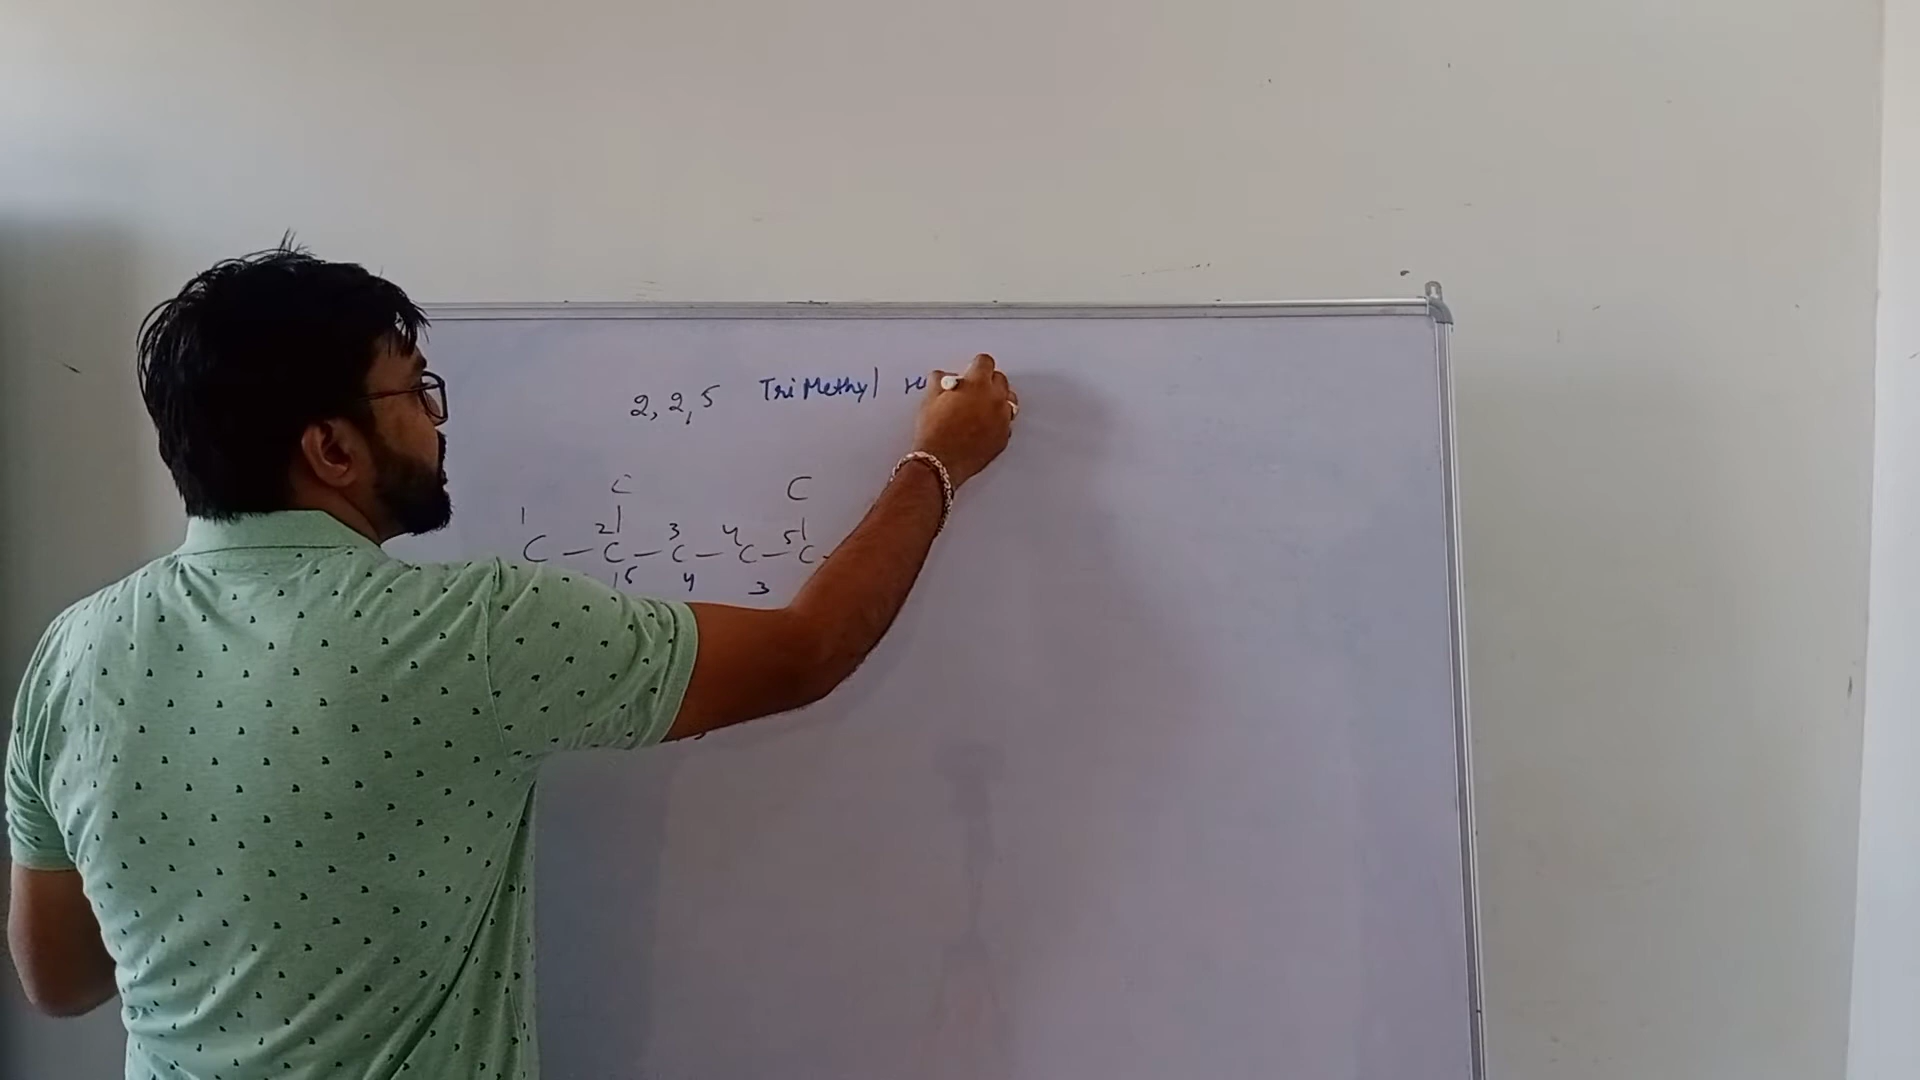 2, 2, 5 TriMethyl
C C
1 2 3 4 5
C - C - C - C - C
5 4 3